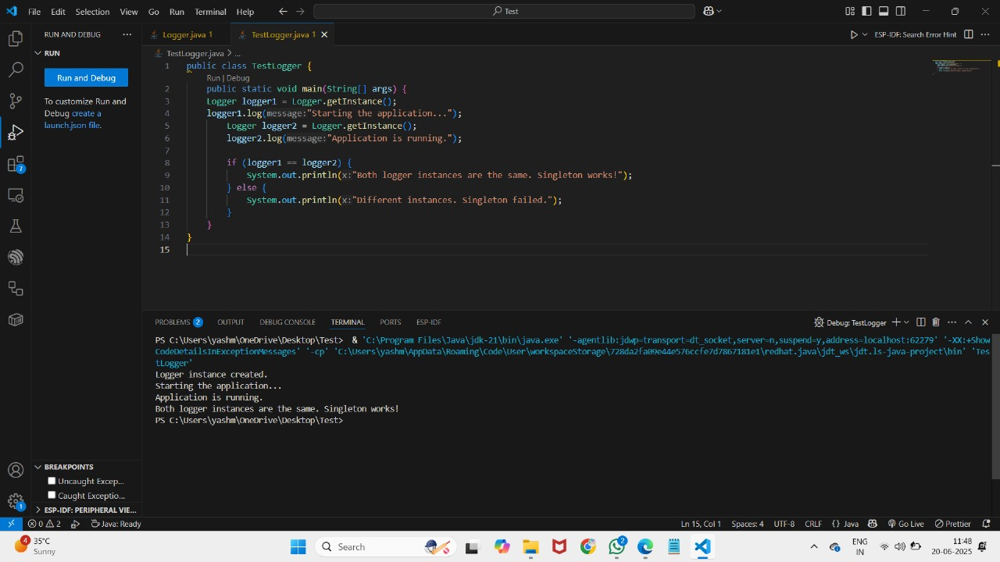 File Edit Selection View Go Run Terminal Help
Test
RUN AND DEBUG
Logger.java 1
TestLogger.java 1
ESP-IDF: Search Error Hint
RUN
Run and Debug
To customize Run and
Debug create a
launch.json file.
7
TestLogger.java > ...
1 public class TestLogger {
Run | Debug
2 public static void main(String[] args) {
3 Logger logger1 = Logger.getInstance();
4 logger1.log(message:"Starting the application...");
5 Logger logger2 = Logger.getInstance();
6 logger2.log(message:"Application is running.");
7
8 if (logger1 == logger2) {
9 System.out.println(x:"Both logger instances are the same. Singleton works!");
10 } else {
11 System.out.println(x:"Different instances. Singleton failed.");
12 }
13 }
14 }
15
PROBLEMS 2 OUTPUT DEBUG CONSOLE TERMINAL PORTS ESP-IDF
Debug: TestLogger
PS C:\Users\yashm\OneDrive\Desktop\Test> & 'C:\Program Files\Java\jdk-21\bin\java.exe' '-agentlib:jdwp=transport=dt_socket,server=n,suspend=y,address=localhost:62279' '-XX:+Show
CodeDetailsInExceptionMessages' '-cp' 'C:\Users\yashm\AppData\Roaming\Code\User\workspaceStorage\728da2fa09e44e576ccfe7d7867181e1\redhat.java\jdt_ws\jdt.ls-java-project\bin' 'Tes
tLogger'
Logger instance created.
Starting the application...
Application is running.
Both logger instances are the same. Singleton works!
PS C:\Users\yashm\OneDrive\Desktop\Test>
BREAKPOINTS
Uncaught Excep...
Caught Exceptio...
ESP-IDF: PERIPHERAL VIE...
1
0 2 Java: Ready
Ln 15, Col 1 Spaces: 4 UTF-8 CRLF {} Java Go Live Prettier
4
35°C
Sunny
Search
2
ENG
IN
11:48
20-06-2025